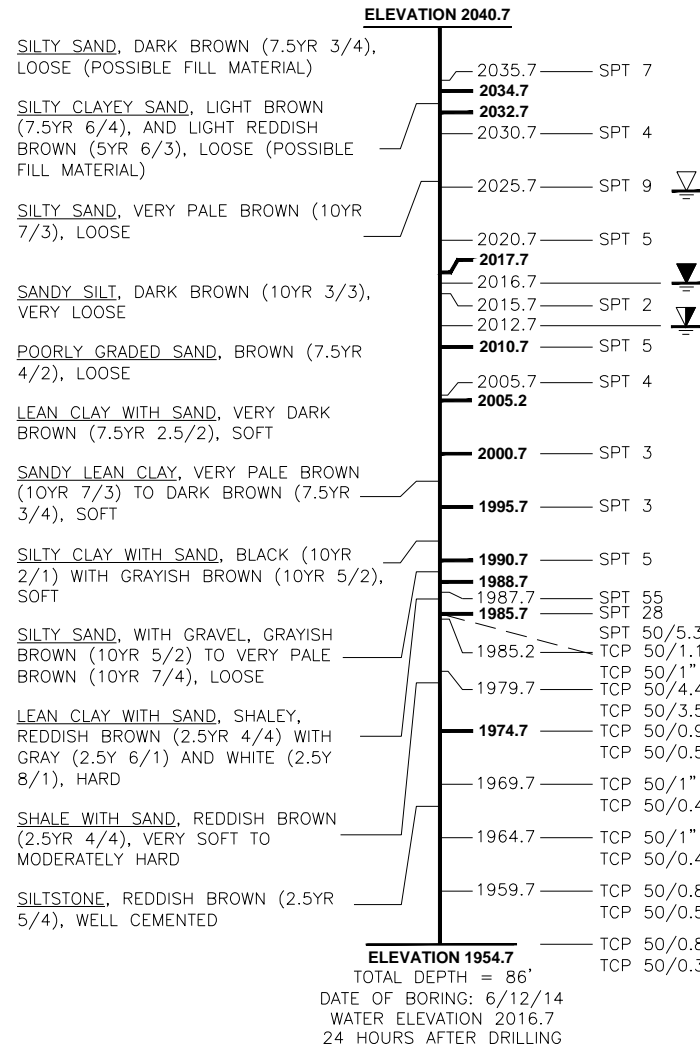 ELEVATION 2040.7
SILTY SAND, DARK BROWN (7.5YR 3/4),
LOOSE (POSSIBLE FILL MATERIAL)
SILTY CLAYEY SAND, LIGHT BROWN
(7.5YR 6/4), AND LIGHT REDDISH
BROWN (5YR 6/3), LOOSE (POSSIBLE
FILL MATERIAL)
SILTY SAND, VERY PALE BROWN (10YR
7/3), LOOSE
SANDY SILT, DARK BROWN (10YR 3/3),
VERY LOOSE
POORLY GRADED SAND, BROWN (7.5YR
4/2), LOOSE
LEAN CLAY WITH SAND, VERY DARK
BROWN (7.5YR 2.5/2), SOFT
SANDY LEAN CLAY, VERY PALE BROWN
(10YR 7/3) TO DARK BROWN (7.5YR
3/4), SOFT
SILTY CLAY WITH SAND, BLACK (10YR
2/1) WITH GRAYISH BROWN (10YR 5/2),
SOFT
SILTY SAND, WITH GRAVEL, GRAYISH
BROWN (10YR 5/2) TO VERY PALE
BROWN (10YR 7/4), LOOSE
LEAN CLAY WITH SAND, SHALEY,
REDDISH BROWN (2.5YR 4/4) WITH
GRAY (2.5Y 6/1) AND WHITE (2.5Y
8/1), HARD
SHALE WITH SAND, REDDISH BROWN
(2.5YR 4/4), VERY SOFT TO
MODERATELY HARD
SILTSTONE, REDDISH BROWN (2.5YR
5/4), WELL CEMENTED
2035.7 SPT 7
2034.7
2032.7
2030.7 SPT 4
2025.7 SPT 9
2020.7 SPT 5
2017.7
2016.7
2015.7 SPT 2
2012.7
2010.7 SPT 5
2005.7 SPT 4
2005.2
2000.7 SPT 3
1995.7 SPT 3
1990.7 SPT 5
1988.7
1987.7 SPT 55
1985.7 SPT 28
SPT 50/5.3
1985.2 TCP 50/1.1
TCP 50/1"
1979.7 TCP 50/4.4
TCP 50/3.5
1974.7 TCP 50/0.9
TCP 50/0.5
1969.7 TCP 50/1"
TCP 50/0.4
1964.7 TCP 50/1"
TCP 50/0.4
1959.7 TCP 50/0.8
TCP 50/0.5
TCP 50/0.8
TCP 50/0.3
ELEVATION 1954.7
TOTAL DEPTH = 86'
DATE OF BORING: 6/12/14
WATER ELEVATION 2016.7
24 HOURS AFTER DRILLING